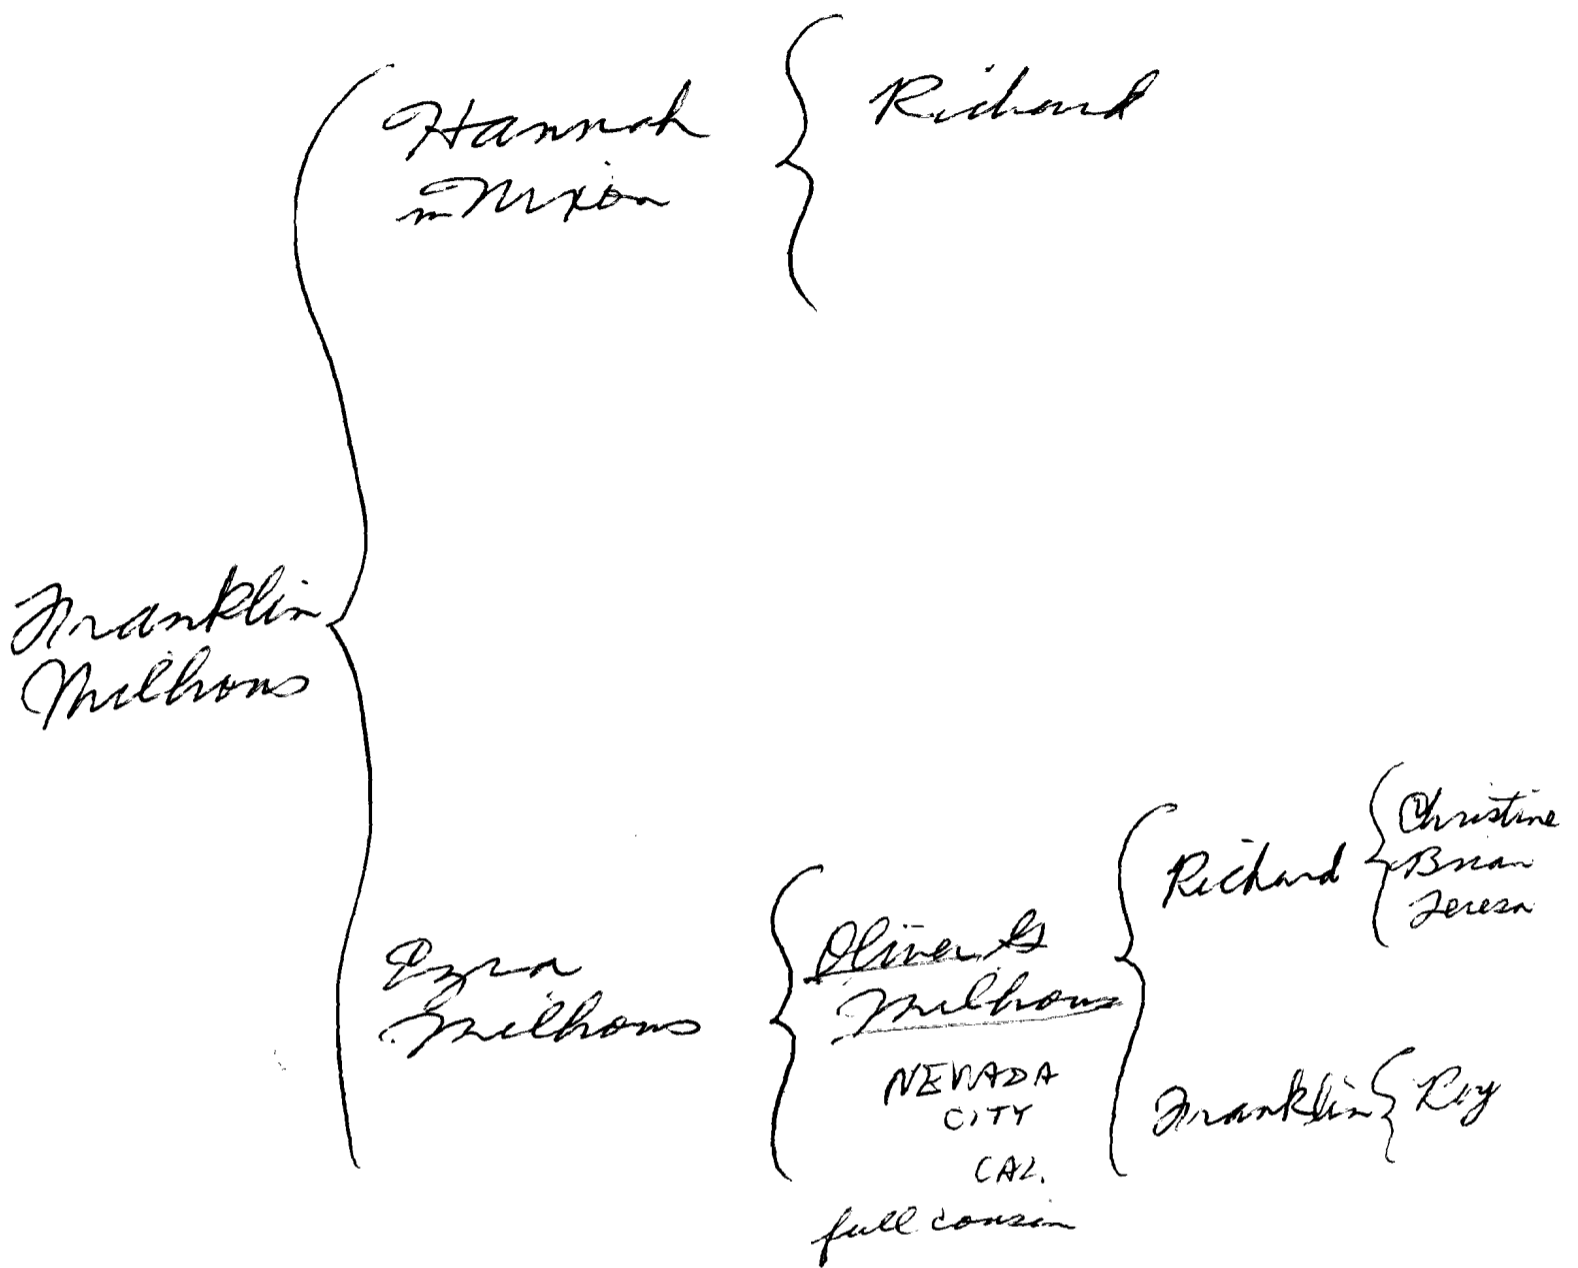 Hannah
m Nixon
Richard
Franklin
Milhous
Ezra
Milhous
Oliver G
Milhous
NEVADA
CITY
CAL.
full cousin
Richard
Christine
Brian
Teresa
Franklin
Roy